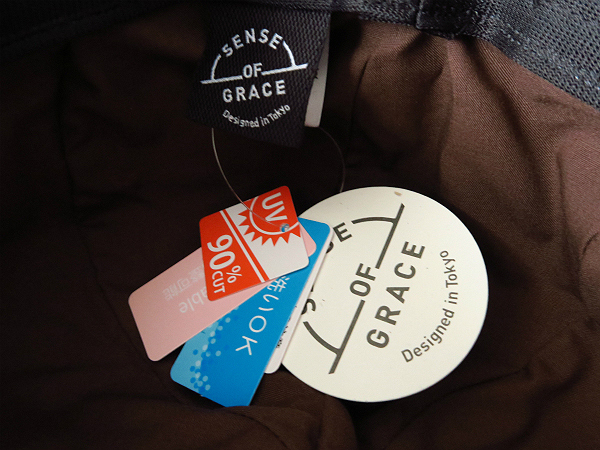 SENSE
OF
GRACE
Designed in Tokyo
UV
90%
CUT
洗いOK
OF
GRACE
Designed in Tokyo